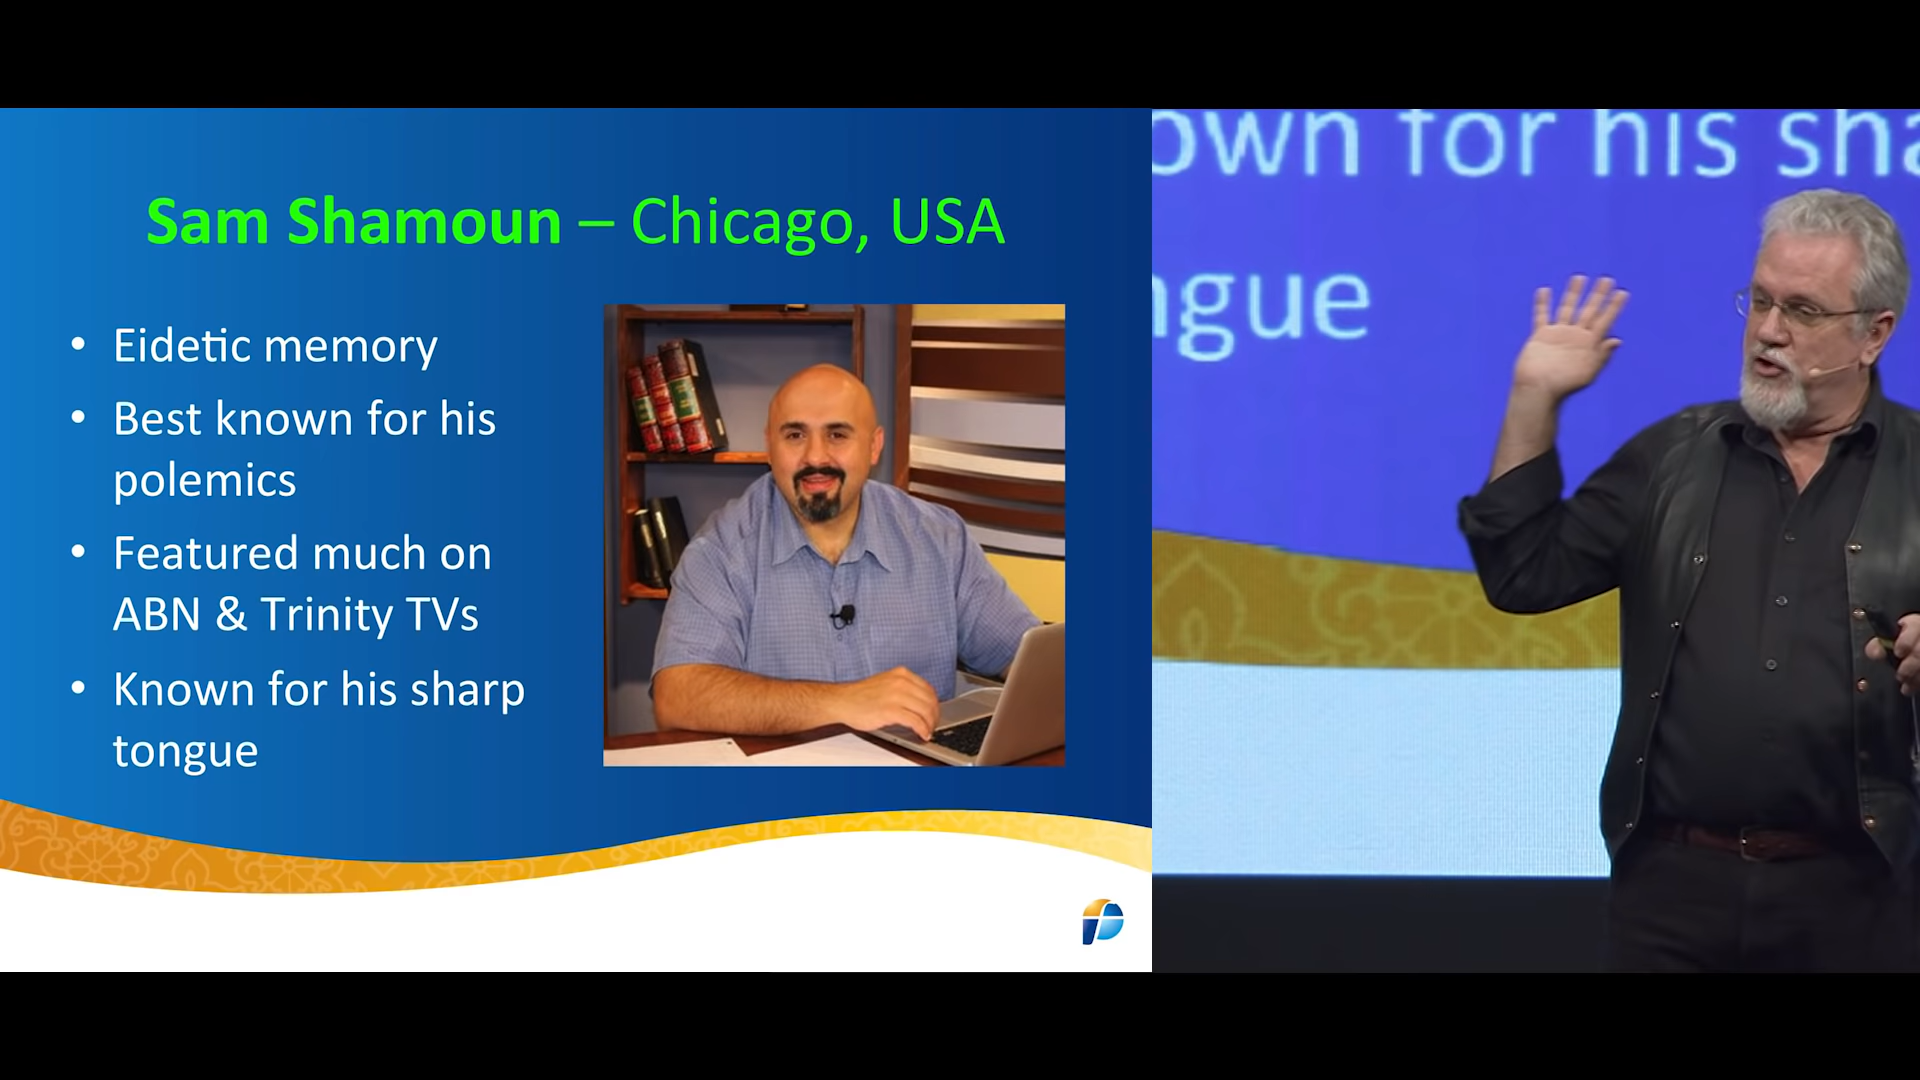 Sam Shamoun – Chicago, USA
• Eidetic memory
• Best known for his
polemics
• Featured much on
ABN & Trinity TVs
• Known for his sharp
tongue
own for his sha
ngue